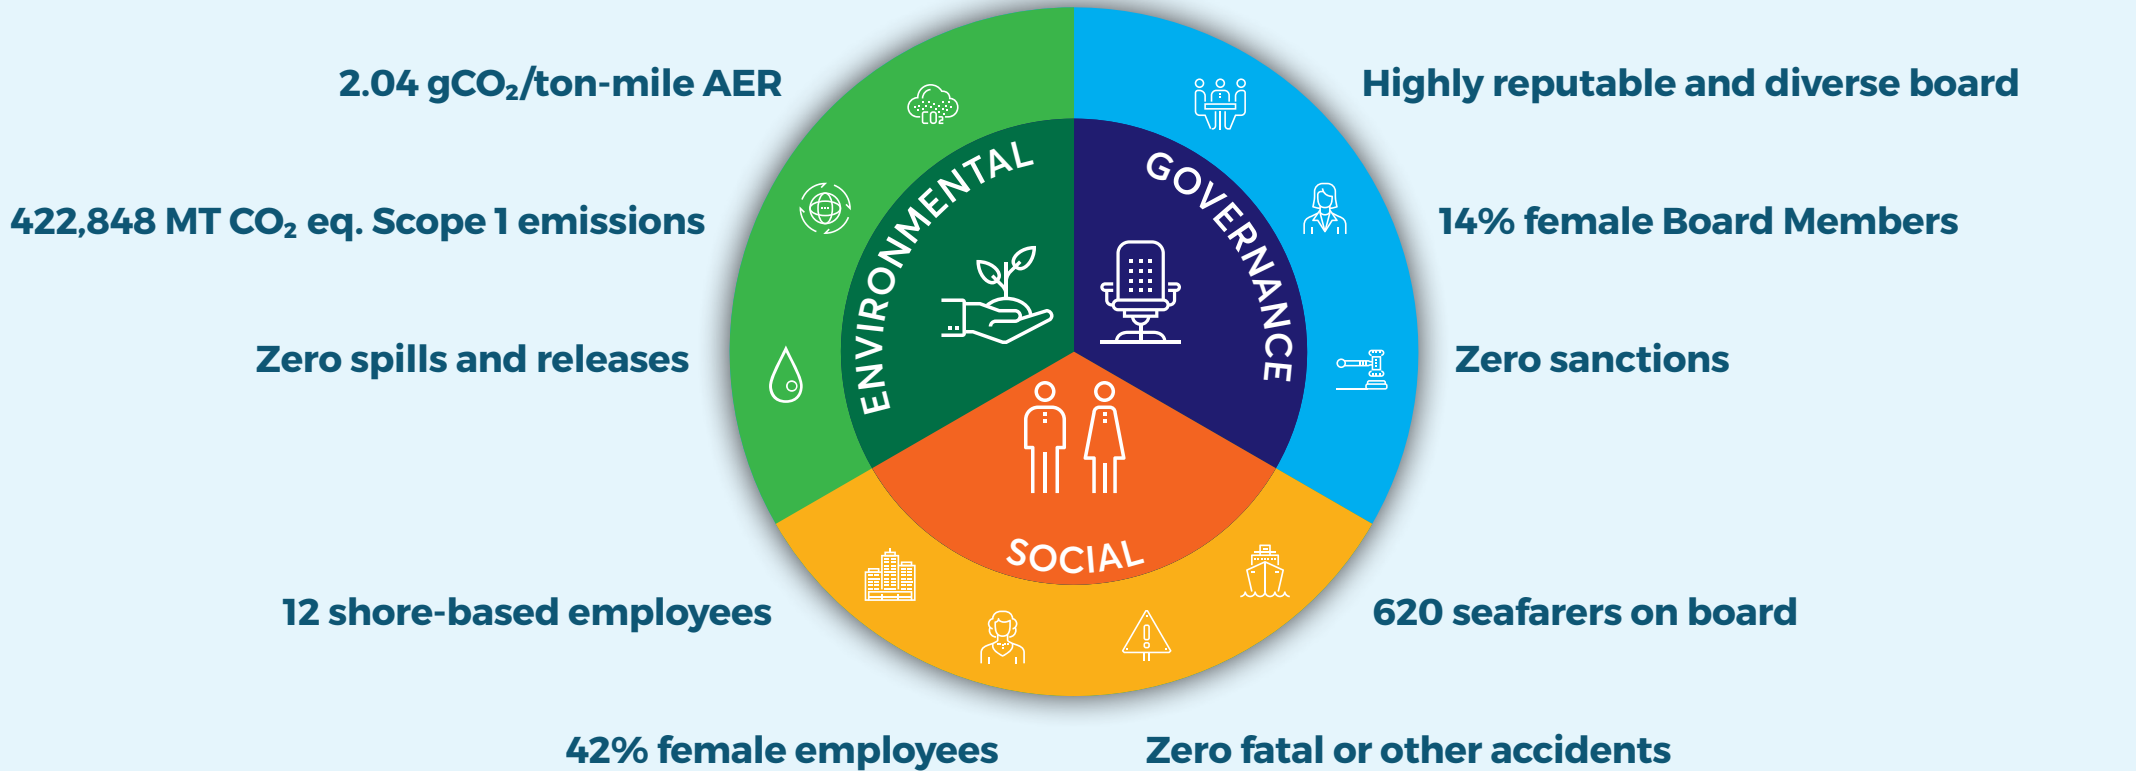 2.04 gCO₂/ton-mile AER
422,848 MT CO₂ eq. Scope 1 emissions
Zero spills and releases
CO₂
ENVIRONMENTAL
GOVERNANCE
SOCIAL
Highly reputable and diverse board
14% female Board Members
Zero sanctions
12 shore-based employees
620 seafarers on board
42% female employees
Zero fatal or other accidents